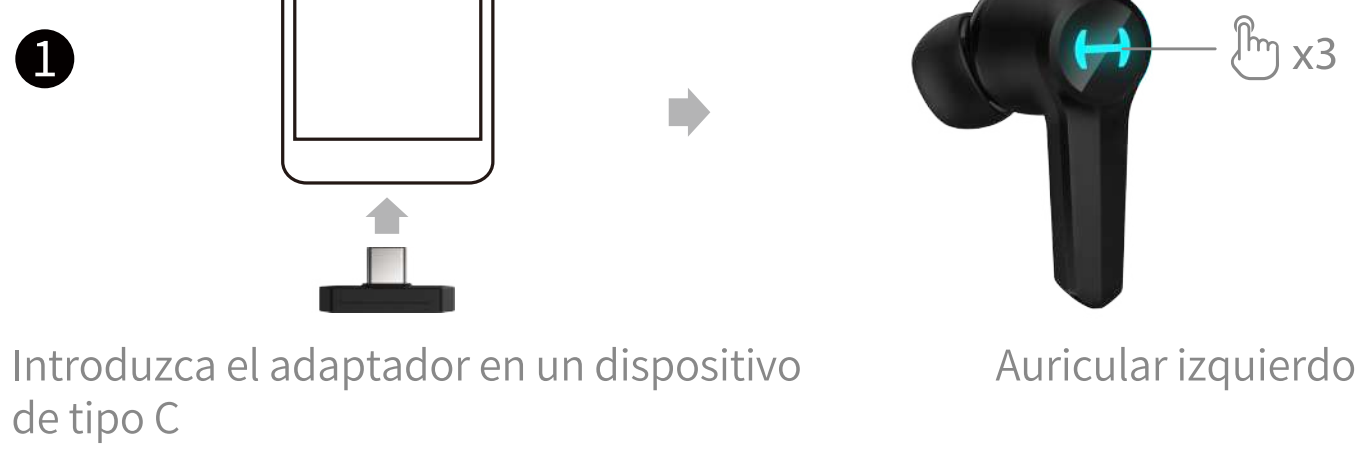 1
x3
Introduzca el adaptador en un dispositivo
de tipo C
Auricular izquierdo